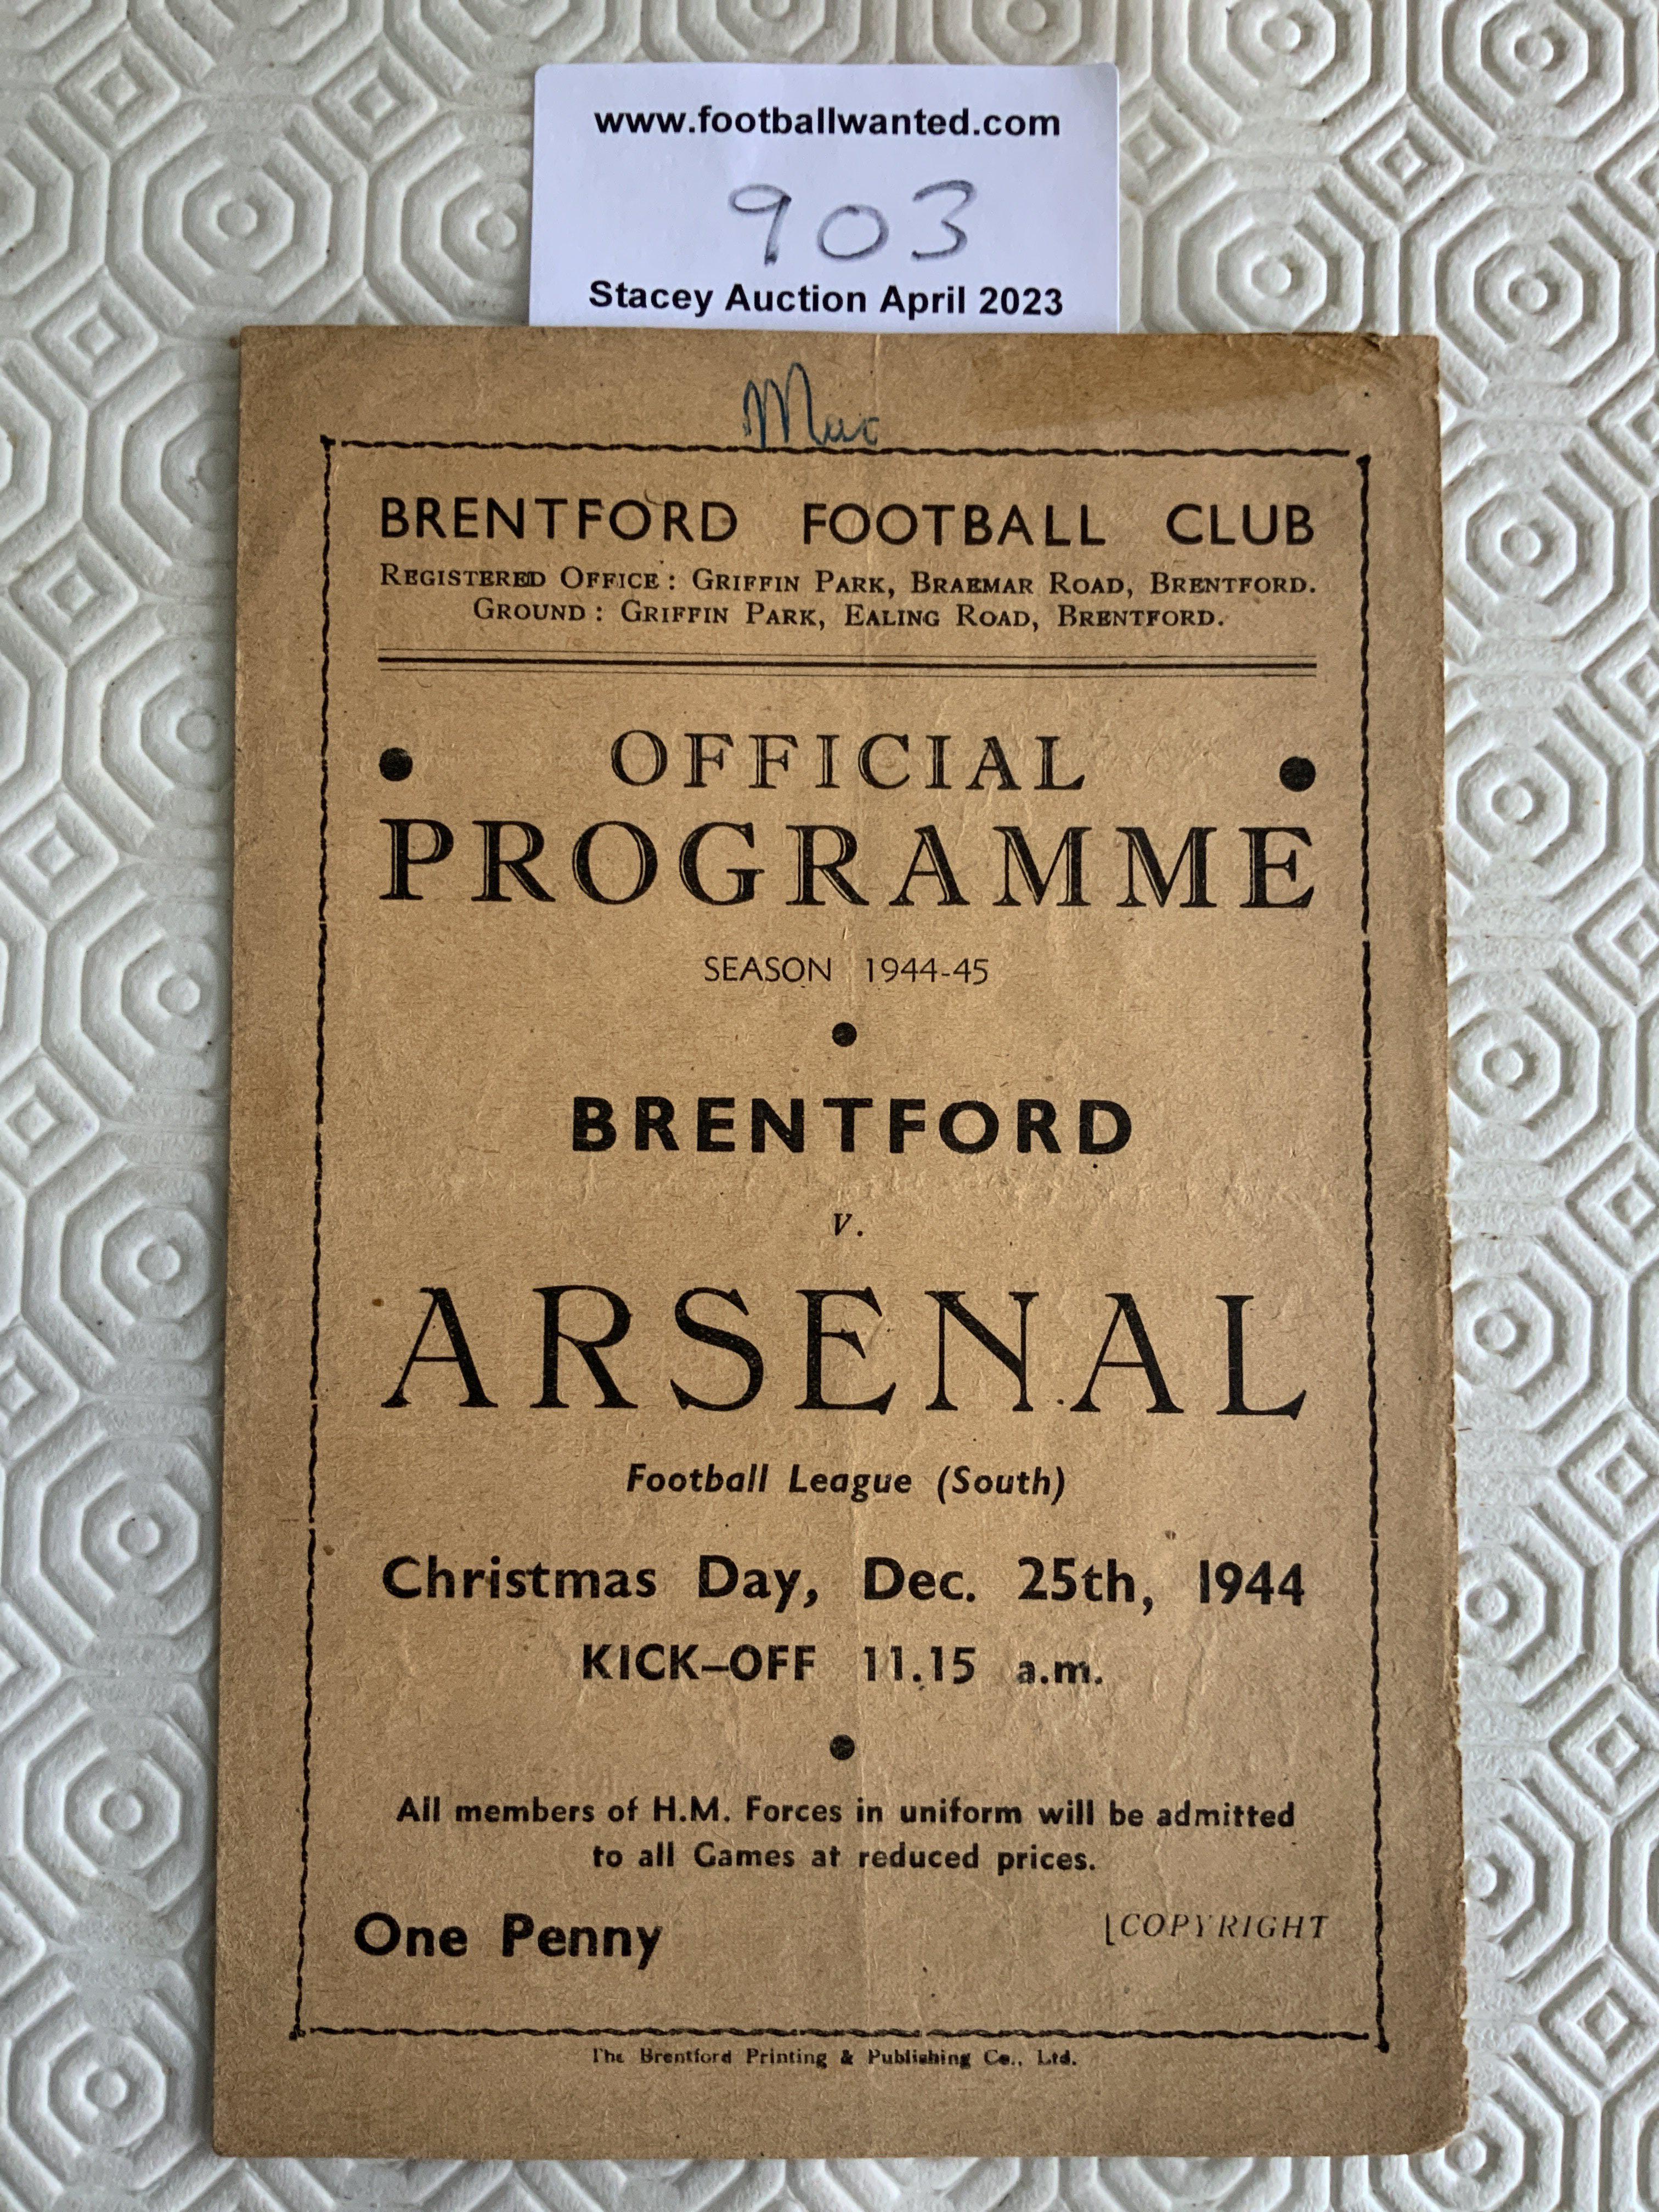 www.footballwanted.com
903
Stacey Auction April 2023
Mac
BRENTFORD FOOTBALL CLUB
REGISTERED OFFICE: GRIFFIN PARK, BRAEMAR ROAD, BRENTFORD.
GROUND: GRIFFIN PARK, EALING ROAD, BRENTFORD.
• OFFICIAL •
PROGRAMME
SEASON 1944-45
•
BRENTFORD
v.
ARSENAL
Football League (South)
Christmas Day, Dec. 25th, 1944
KICK-OFF 11.15 a.m.
•
All members of H.M. Forces in uniform will be admitted
to all Games at reduced prices.
One Penny [COPYRIGHT
The Brentford Printing & Publishing Co., Ltd.